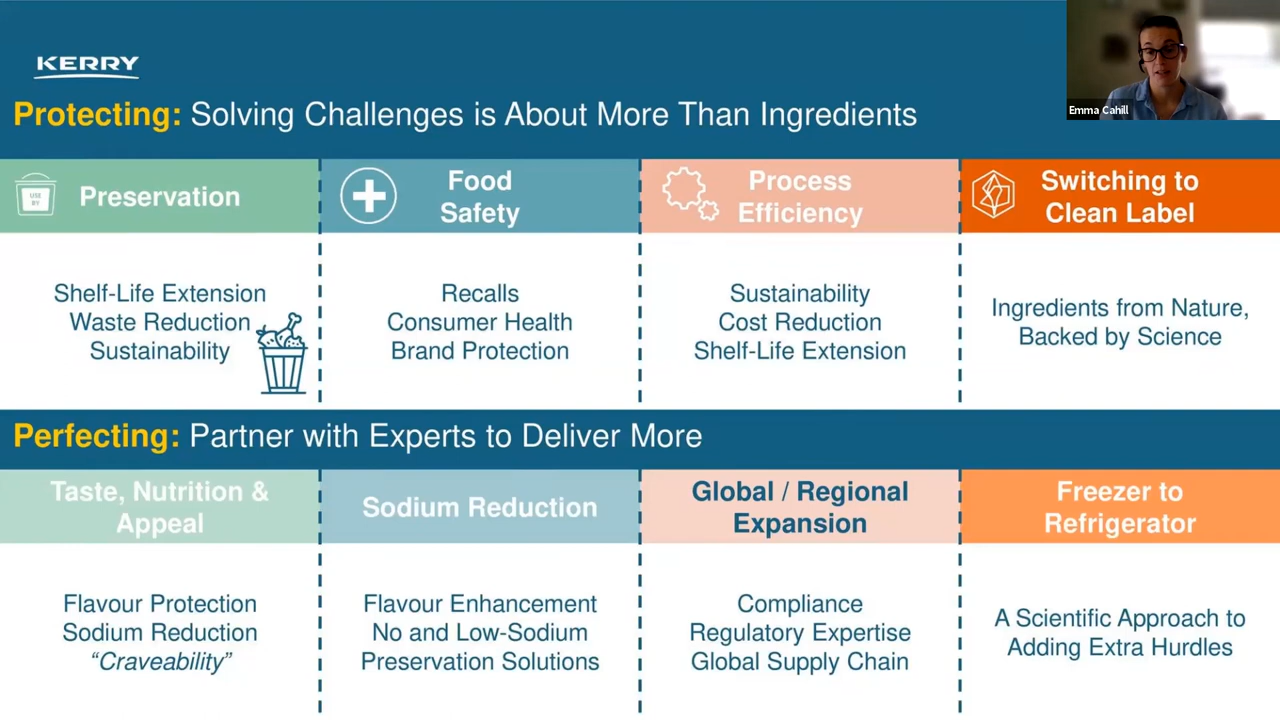 KERRY
Emma Cahill
Protecting: Solving Challenges is About More Than Ingredients
USE
BY
Preservation
Food
Safety
Process
Efficiency
Switching to
Clean Label
Shelf-Life Extension
Waste Reduction
Sustainability
Recalls
Consumer Health
Brand Protection
Sustainability
Cost Reduction
Shelf-Life Extension
Ingredients from Nature,
Backed by Science
Perfecting: Partner with Experts to Deliver More
Taste, Nutrition &
Appeal
Sodium Reduction
Global / Regional
Expansion
Freezer to
Refrigerator
Flavour Protection
Sodium Reduction
“Craveability”
Flavour Enhancement
No and Low-Sodium
Preservation Solutions
Compliance
Regulatory Expertise
Global Supply Chain
A Scientific Approach to
Adding Extra Hurdles